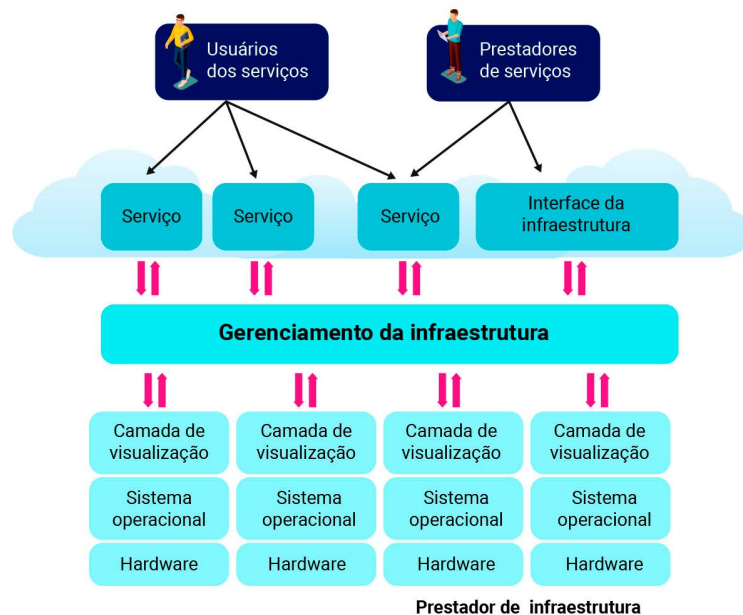 Usuários
dos serviços
Prestadores
de serviços
Serviço
Serviço
Serviço
Interface da
infraestrutura
Gerenciamento da infraestrutura
Camada de
visualização
Camada de
visualização
Camada de
visualização
Camada de
visualização
Sistema
operacional
Sistema
operacional
Sistema
operacional
Sistema
operacional
Hardware
Hardware
Hardware
Hardware
Prestador de infraestrutura